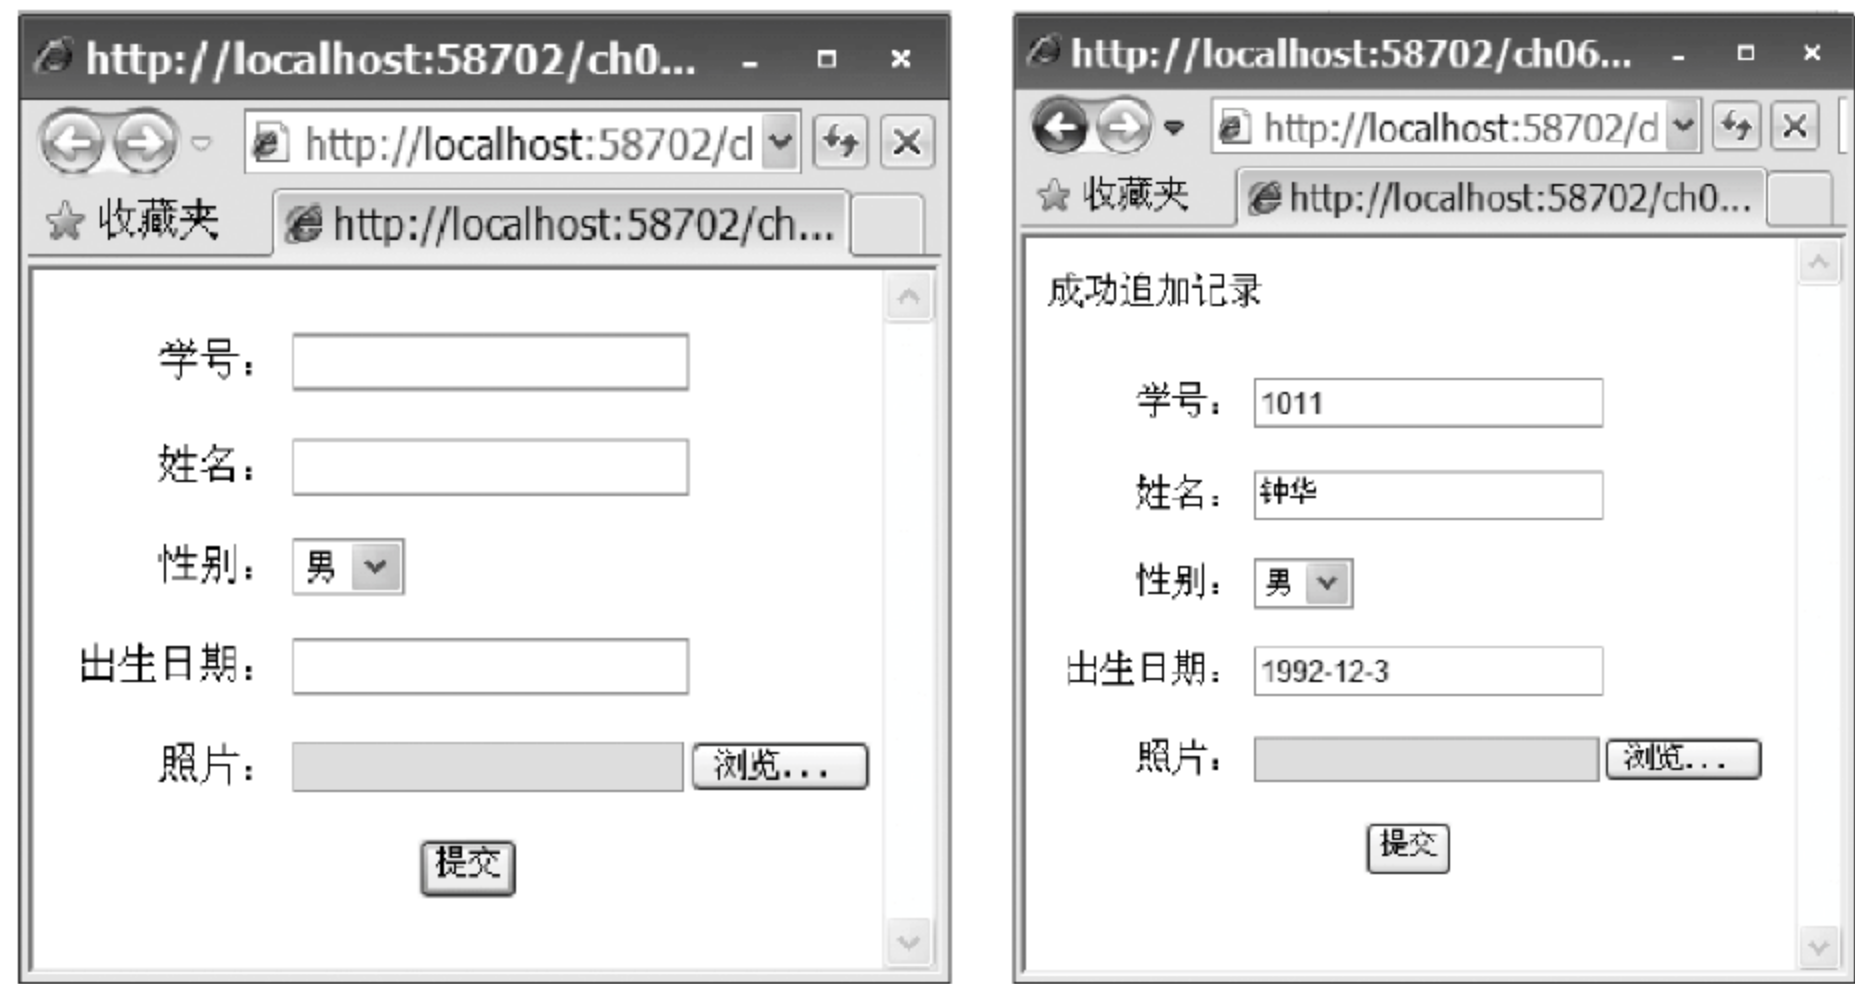 http://localhost:58702/ch0...
http://localhost:58702/cl
收藏夹
http://localhost:58702/ch...
学号：
姓名：
性别： 男
出生日期：
照片： 浏览...
提交
http://localhost:58702/ch06...
http://localhost:58702/d
收藏夹
http://localhost:58702/ch0...
成功追加记录
学号： 1011
姓名： 钟华
性别： 男
出生日期： 1992-12-3
照片： 浏览...
提交